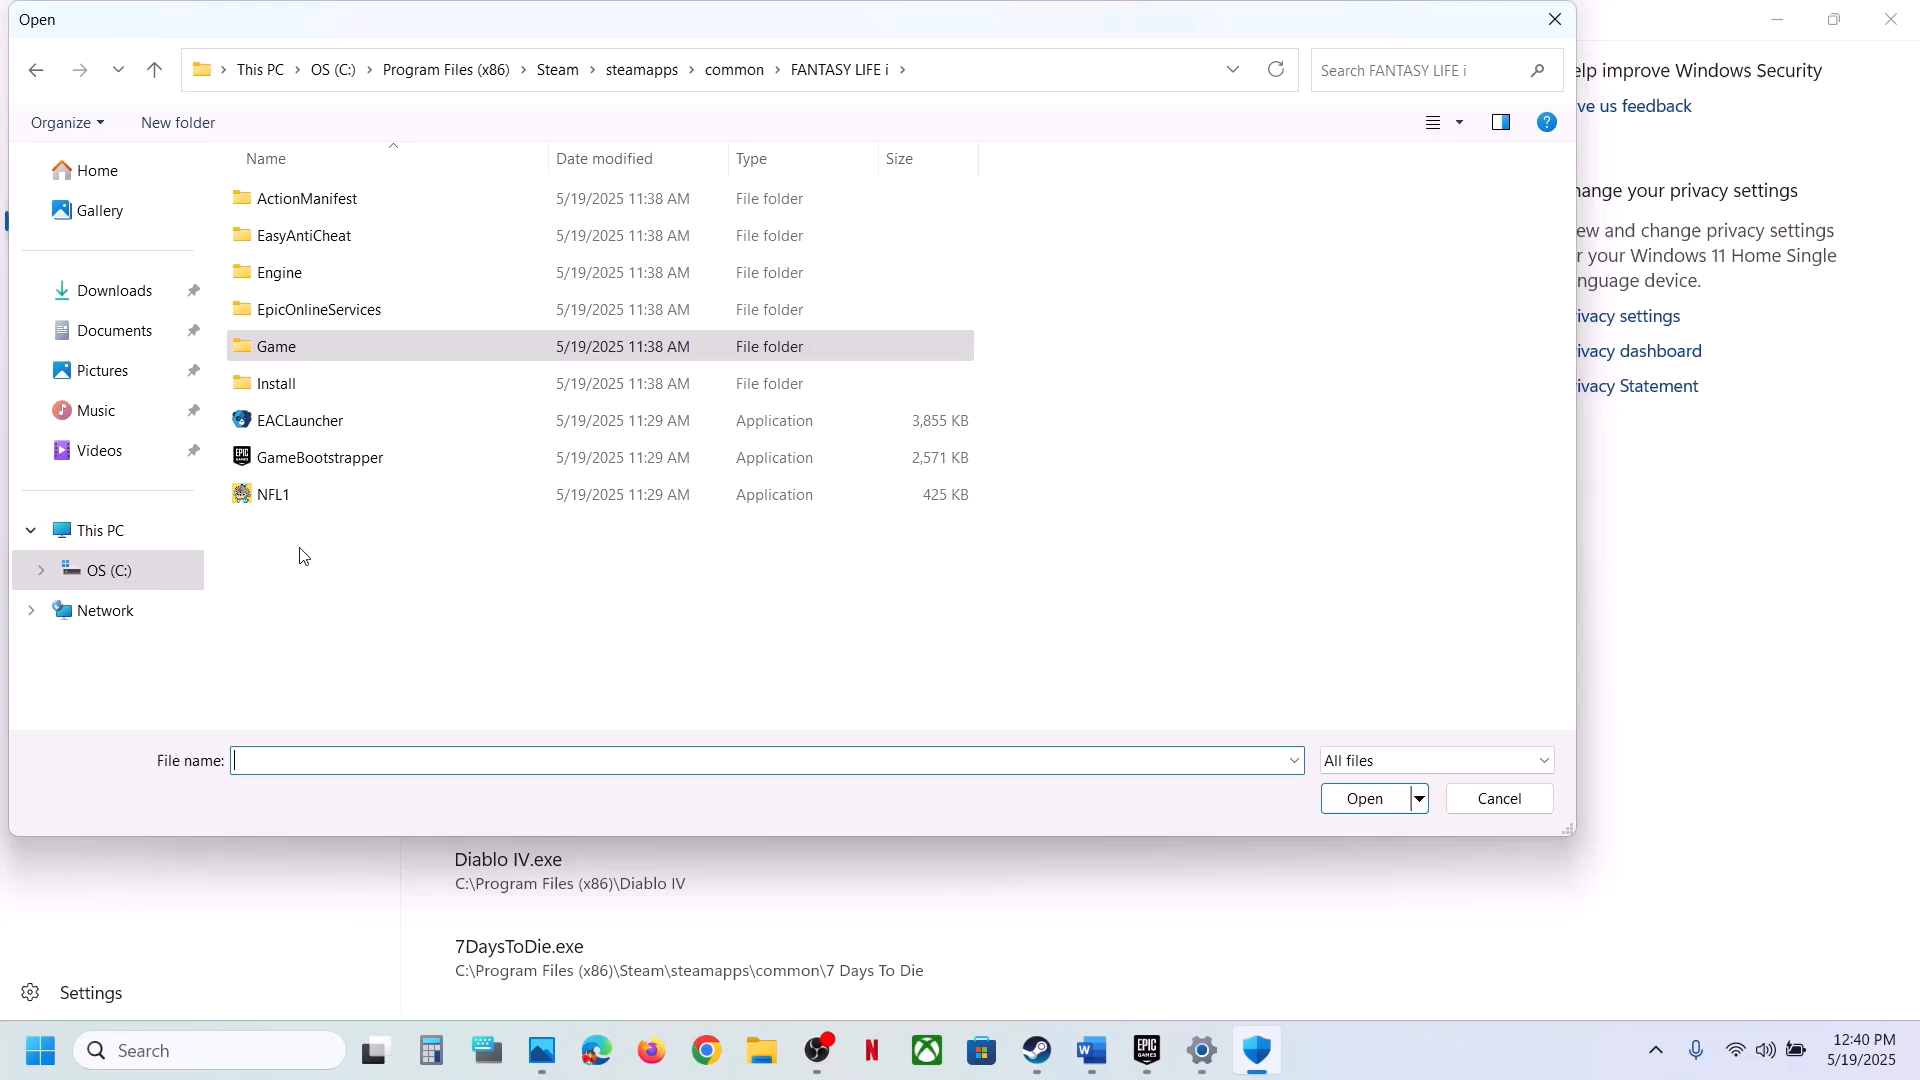 Open
This PC > OS (C:) > Program Files (x86) > Steam > steamapps > common > FANTASY LIFE i >
Search FANTASY LIFE i
Organize
New folder
Name
Date modified
Type
Size
Home
Gallery
Downloads
Documents
Pictures
Music
Videos
This PC
OS (C:)
Network
ActionManifest 5/19/2025 11:38 AM File folder
EasyAntiCheat 5/19/2025 11:38 AM File folder
Engine 5/19/2025 11:38 AM File folder
EpicOnlineServices 5/19/2025 11:38 AM File folder
Game 5/19/2025 11:38 AM File folder
Install 5/19/2025 11:38 AM File folder
EACLauncher 5/19/2025 11:29 AM Application 3,855 KB
GameBootstrapper 5/19/2025 11:29 AM Application 2,571 KB
NFL1 5/19/2025 11:29 AM Application 425 KB
File name:
All files
Open
Cancel
elp improve Windows Security
ve us feedback
hange your privacy settings
ew and change privacy settings
r your Windows 11 Home Single
nguage device.
ivacy settings
ivacy dashboard
ivacy Statement
Diablo IV.exe
C:\Program Files (x86)\Diablo IV
7DaysToDie.exe
C:\Program Files (x86)\Steam\steamapps\common\7 Days To Die
Settings
Search
EPIC
GAMES
12:40 PM
5/19/2025